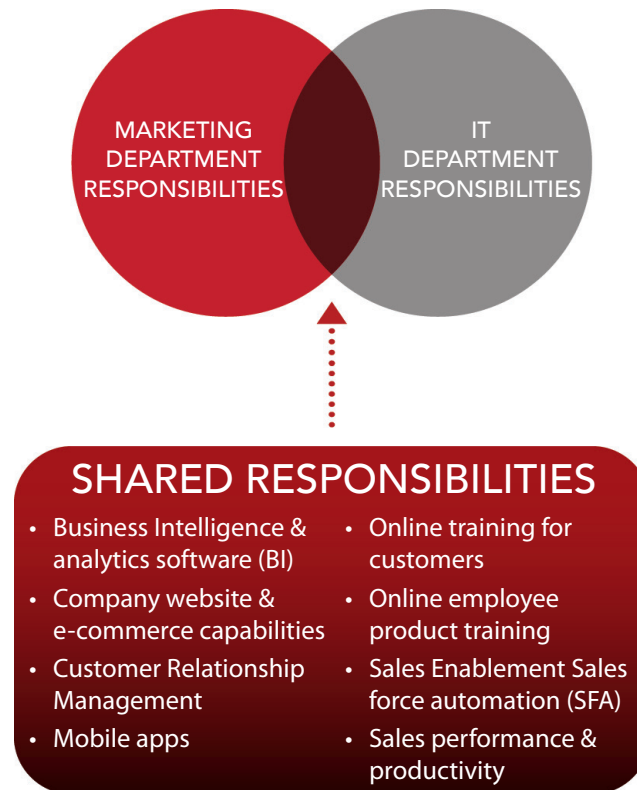 MARKETING
DEPARTMENT
RESPONSIBILITIES
IT
DEPARTMENT
RESPONSIBILITIES
SHARED RESPONSIBILITIES
• Business Intelligence &
analytics software (BI)
• Company website &
e-commerce capabilities
• Customer Relationship
Management
• Mobile apps
• Online training for
customers
• Online employee
product training
• Sales Enablement Sales
force automation (SFA)
• Sales performance &
productivity